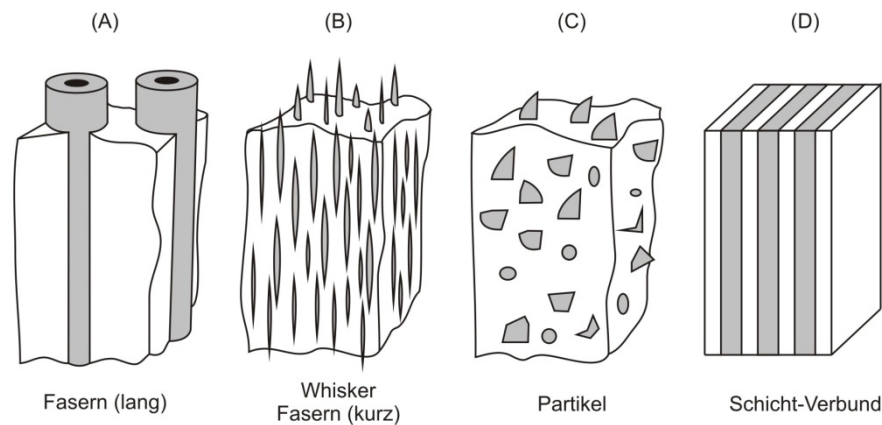 (A)
(B)
(C)
(D)
Fasern (lang)
Whisker
Fasern (kurz)
Partikel
Schicht-Verbund